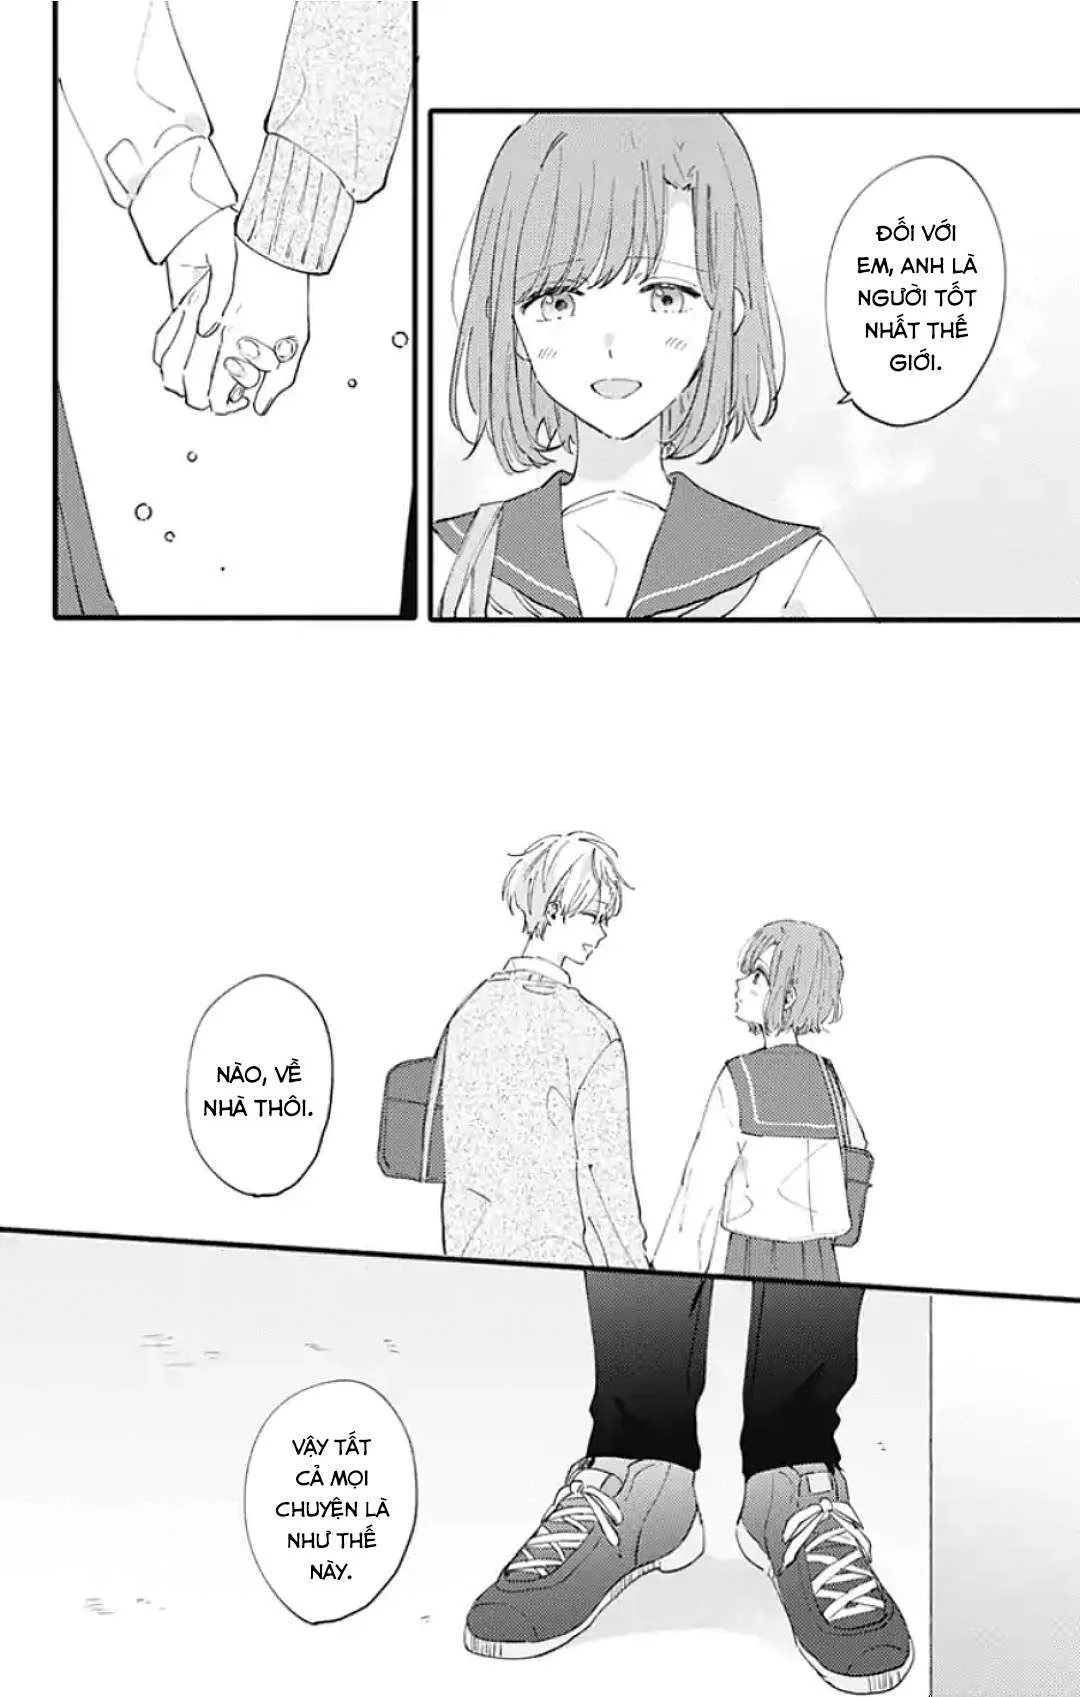 ĐỐI VỚI
EM, ANH LÀ
NGƯỜI TỐT
NHẤT THẾ
GIỚI.
NÀO, VỀ
NHÀ THÔI.
VẬY TẤT
CẢ MỌI
CHUYỆN LÀ
NHƯ THẾ
NÀY.